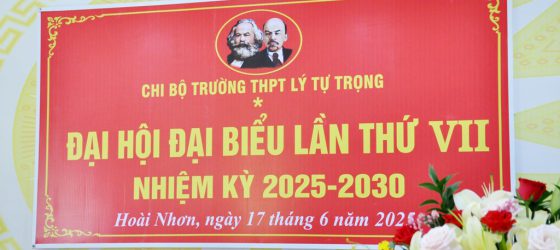 CHI BỘ TRƯỜNG THPT LÝ TỰ TRỌNG
*
ĐẠI HỘI ĐẠI BIỂU LẦN THỨ VII
NHIỆM KỲ 2025-2030
Hoài Nhơn, ngày 17 tháng 6 năm 2025